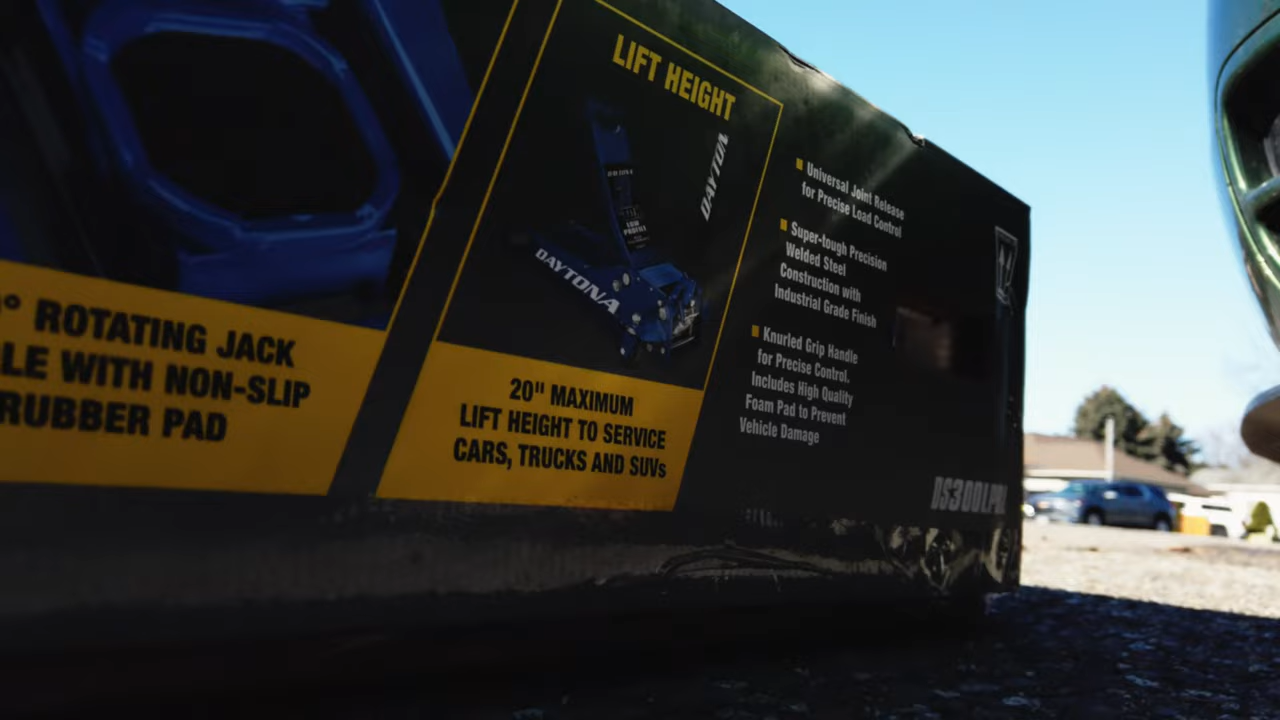 ° ROTATING JACK
LE WITH NON-SLIP
RUBBER PAD
LIFT HEIGHT
DAYTONA
DAYTONA
20" MAXIMUM
LIFT HEIGHT TO SERVICE
CARS, TRUCKS AND SUVs
Universal Joint Release
for Precise Load Control
Super-tough Precision
Welded Steel
Construction with
Industrial Grade Finish
Knurled Grip Handle
for Precise Control.
Includes High Quality
Foam Pad to Prevent
Vehicle Damage